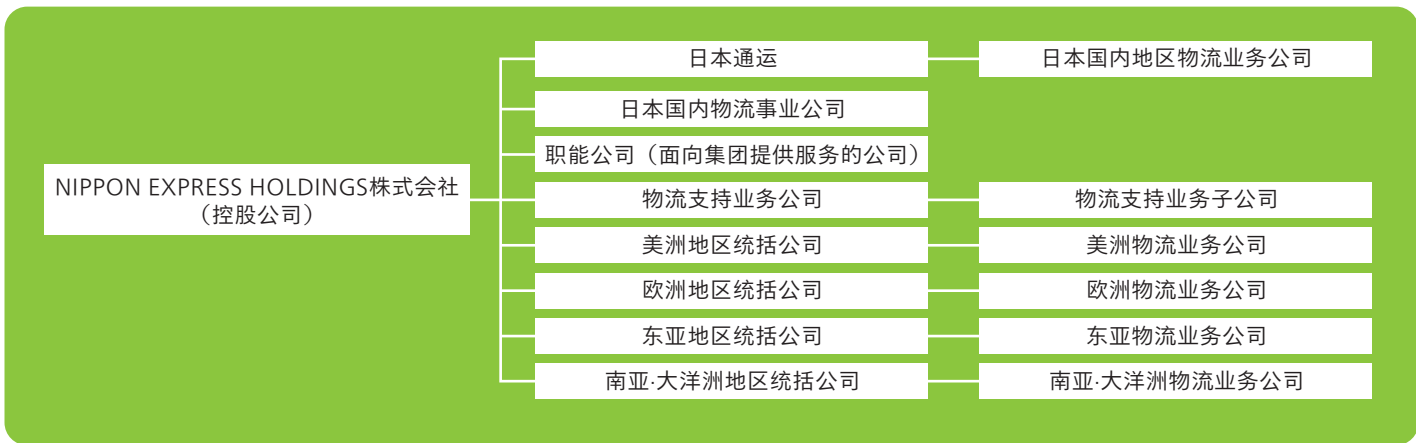 NIPPON EXPRESS HOLDINGS株式会社
（控股公司）
日本通运
日本国内地区物流业务公司
日本国内物流事业公司
职能公司（面向集团提供服务的公司）
物流支持业务公司
物流支持业务子公司
美洲地区统括公司
美洲物流业务公司
欧洲地区统括公司
欧洲物流业务公司
东亚地区统括公司
东亚物流业务公司
南亚·大洋洲地区统括公司
南亚·大洋洲物流业务公司